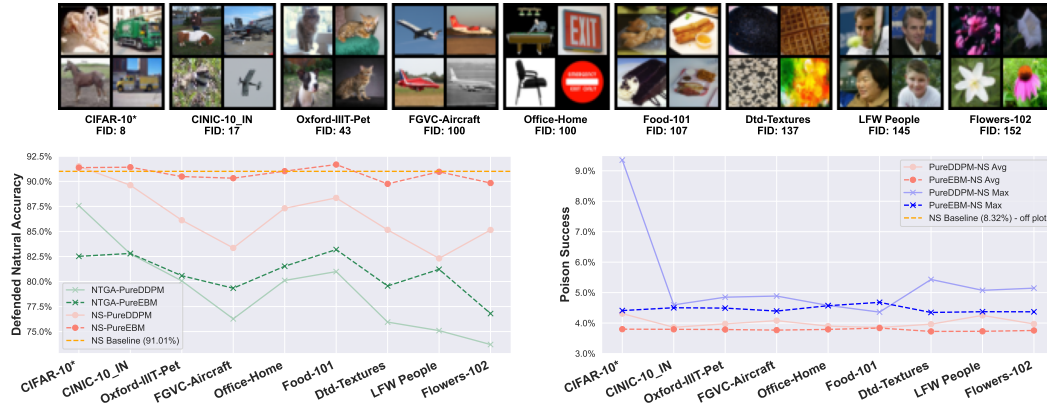 EXIT
EMERGENCY
EXIT ONLY
CIFAR-10*
FID: 8
CINIC-10_IN
FID: 17
Oxford-IIIT-Pet
FID: 43
FGVC-Aircraft
FID: 100
Office-Home
FID: 100
Food-101
FID: 107
Dtd-Textures
FID: 137
LFW People
FID: 145
Flowers-102
FID: 152
Defended Natural Accuracy
92.5%
90.0%
87.5%
85.0%
82.5%
80.0%
77.5%
75.0%
NTGA-PureDDPM
NTGA-PureEBM
NS-PureDDPM
NS-PureEBM
NS Baseline (91.01%)
CIFAR-10*
CINIC-10_IN
Oxford-IIIT-Pet
FGVC-Aircraft
Office-Home
Food-101
Dtd-Textures
LFW People
Flowers-102
Poison Success
9.0%
8.0%
7.0%
6.0%
5.0%
4.0%
3.0%
PureDDPM-NS Avg
PureEBM-NS Avg
PureDDPM-NS Max
PureEBM-NS Max
NS Baseline (8.32%) - off plot
CIFAR-10*
CINIC-10_IN
Oxford-IIIT-Pet
FGVC-Aircraft
Office-Home
Food-101
Dtd-Textures
LFW People
Flowers-102